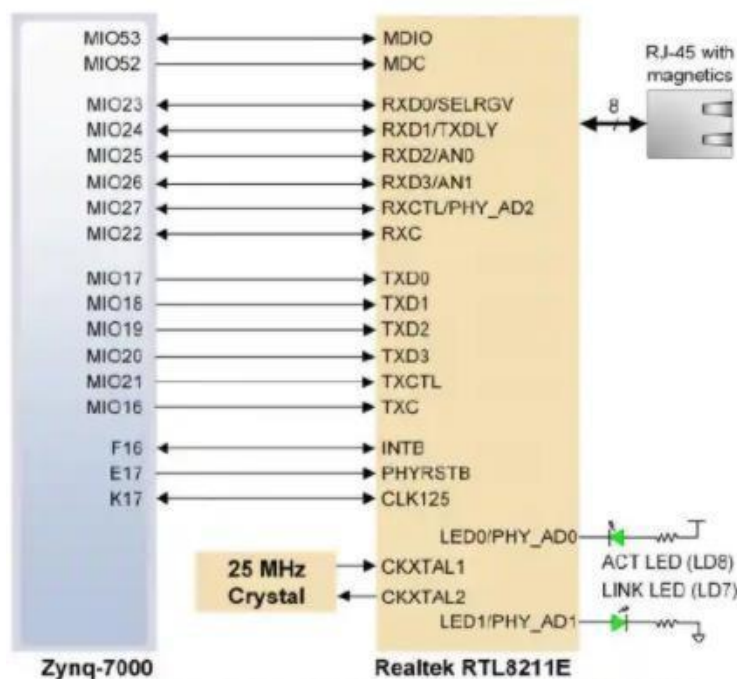 MIO53 MDIO
MIO52 MDC
RJ-45 with
magnetics
MIO23 RXD0/SELRGV
8
MIO24 RXD1/TXDLY
MIO25 RXD2/AN0
MIO26 RXD3/AN1
MIO27 RXCTL/PHY_AD2
MIO22 RXC
MIO17 TXD0
MIO18 TXD1
MIO19 TXD2
MIO20 TXD3
MIO21 TXCTL
MIO16 TXC
F16 INTB
E17 PHYRSTB
K17 CLK125
LED0/PHY_AD0
ACT LED (LD8)
25 MHz
Crystal
CKXTAL1
CKXTAL2
LINK LED (LD7)
LED1/PHY_AD1
Zynq-7000 Realtek RTL8211E